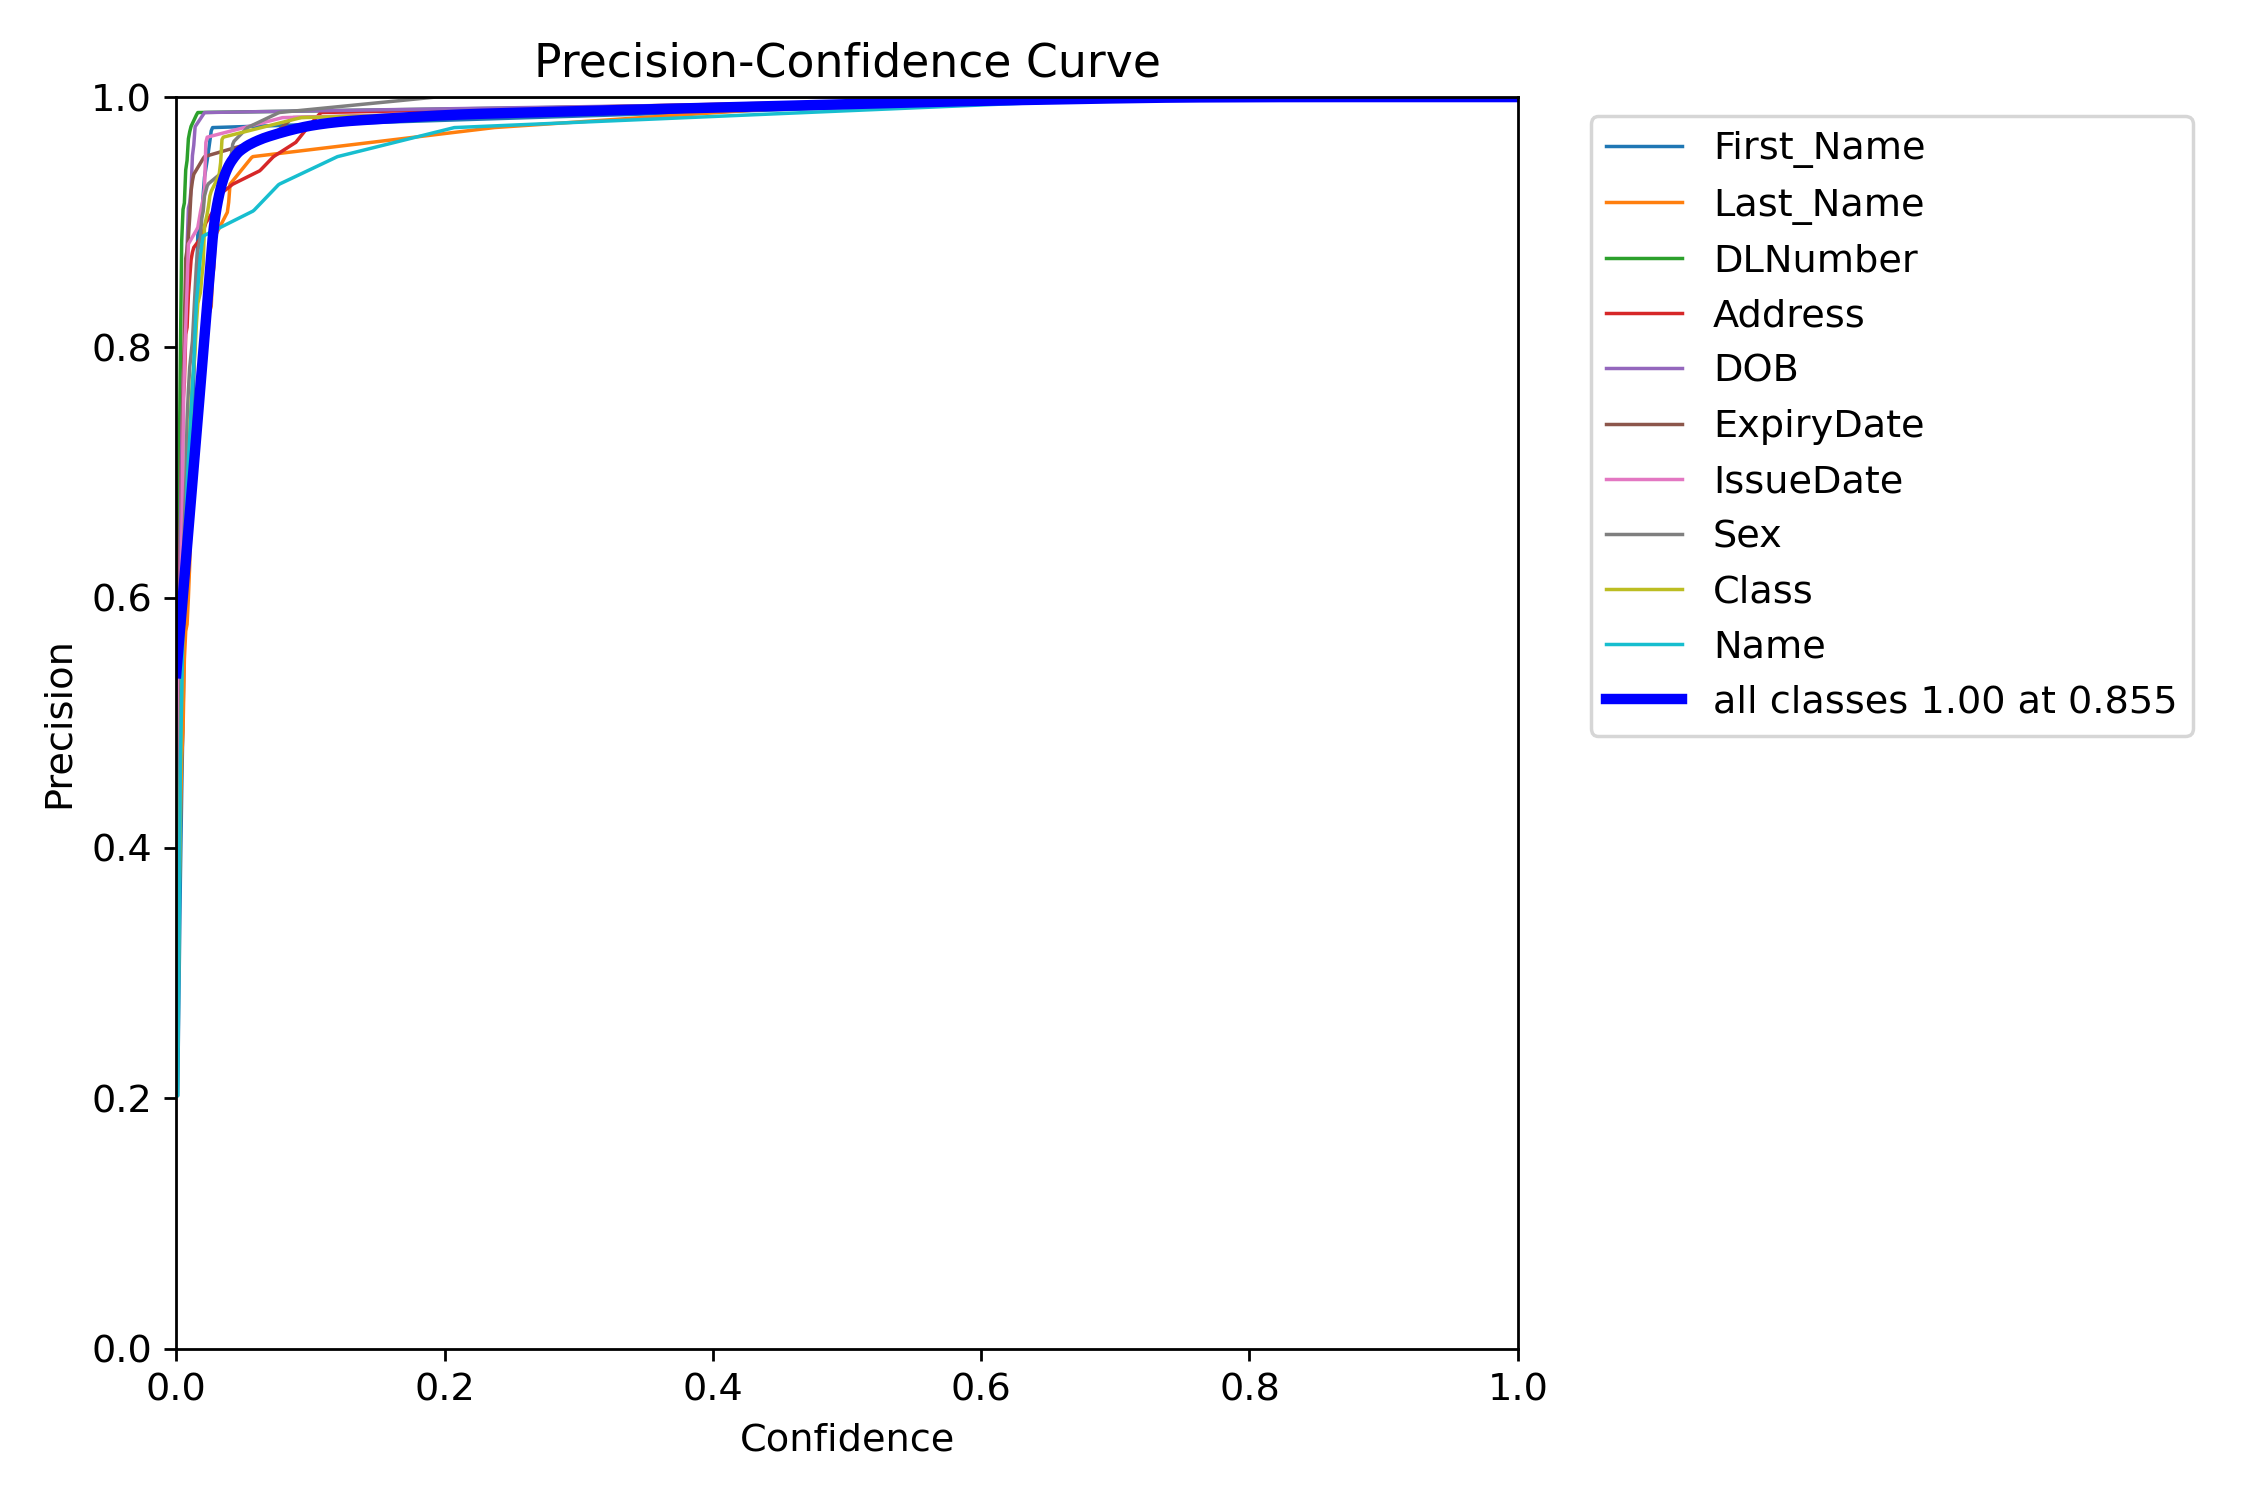 Precision-Confidence Curve
1.0
0.8
0.6
0.4
0.2
0.0
Precision
0.0 0.2 0.4 0.6 0.8 1.0
Confidence
First_Name
Last_Name
DLNumber
Address
DOB
ExpiryDate
IssueDate
Sex
Class
Name
all classes 1.00 at 0.855